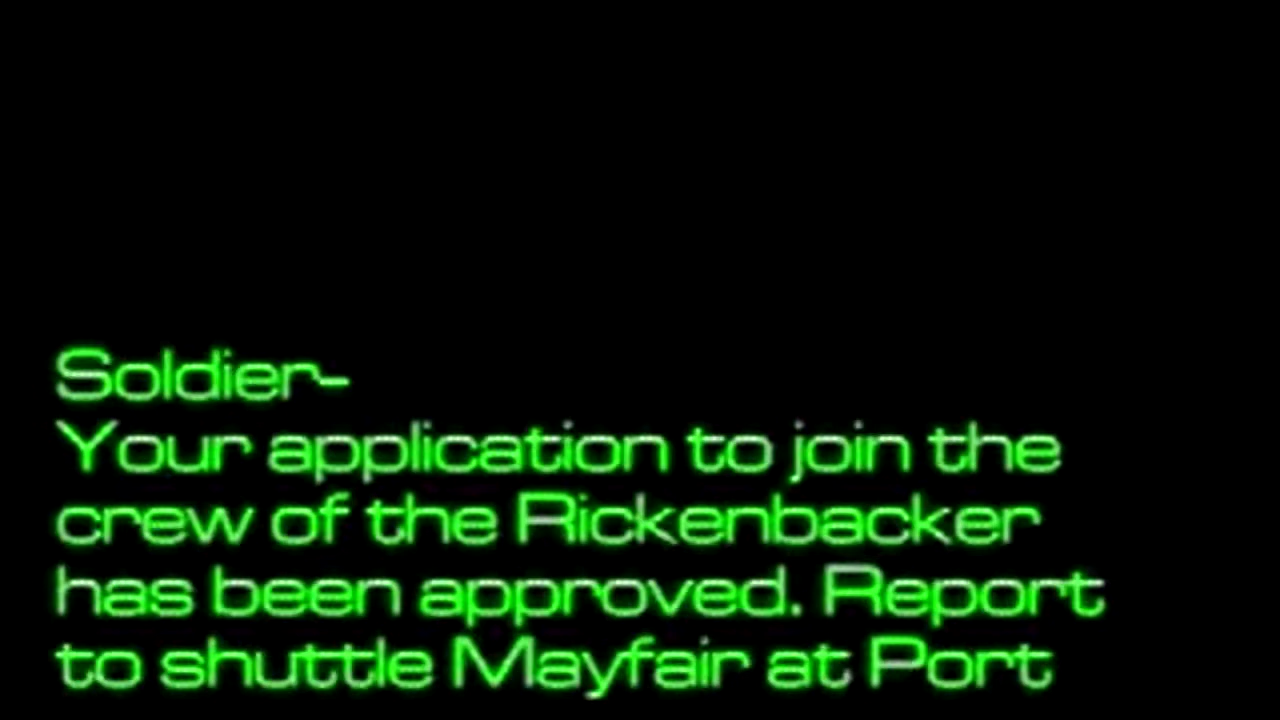 Soldier-
Your application to join the
crew of the Rickenbacker
has been approved. Report
to shuttle Mayfair at Port